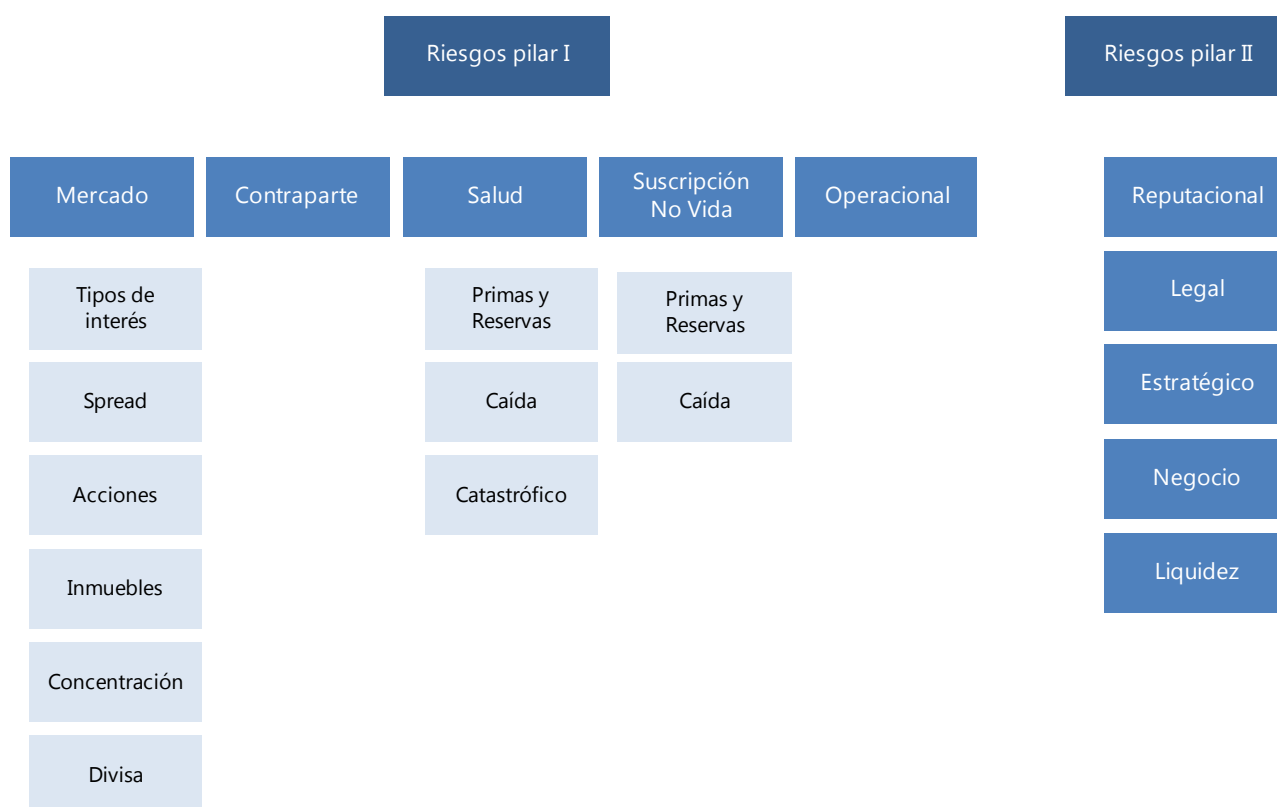 Riesgos pilar I
Riesgos pilar II
Mercado
Contraparte
Salud
Suscripción
No Vida
Operacional
Reputacional
Tipos de
interés
Primas y
Reservas
Primas y
Reservas
Legal
Spread
Caída
Caída
Estratégico
Acciones
Catastrófico
Negocio
Inmuebles
Liquidez
Concentración
Divisa